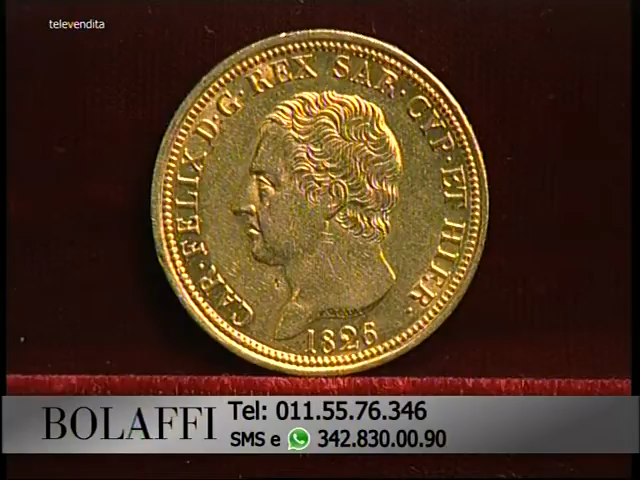 televendita
CAR·FELIX D·G·REX SAR·CYP·ET HIER·
1826
BOLAFFI
Tel: 011.55.76.346
SMS e 342.830.00.90